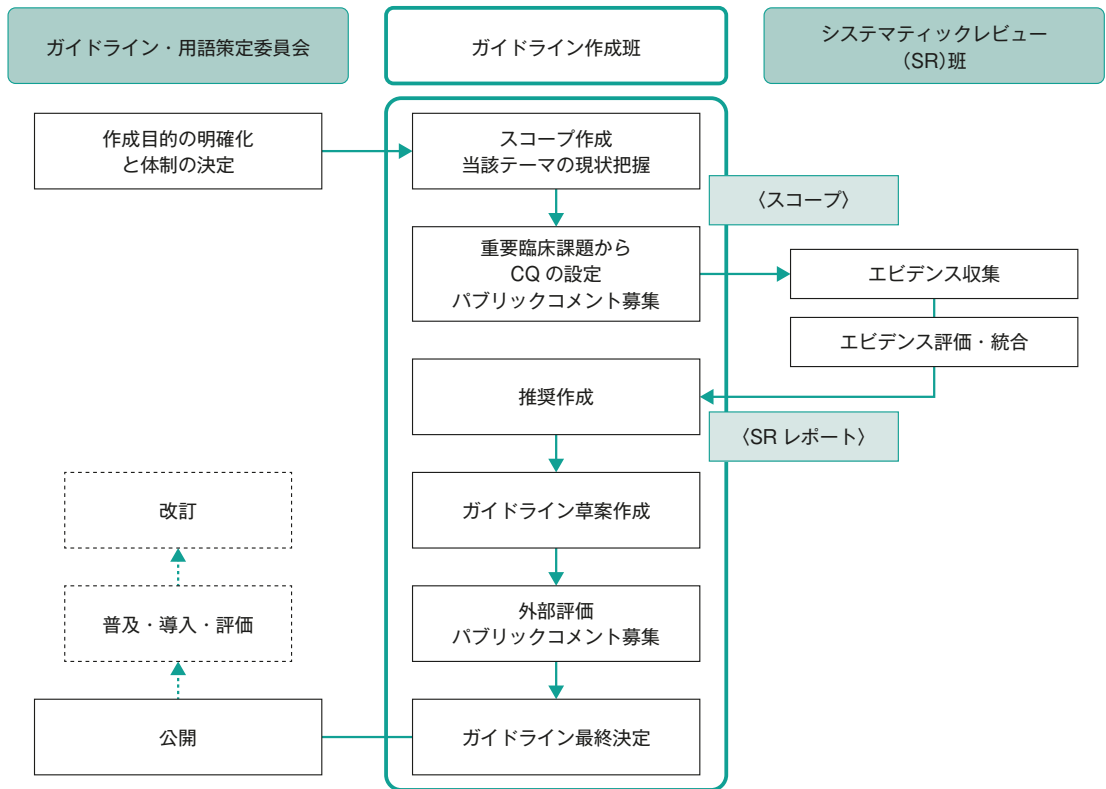 ガイドライン・用語策定委員会
ガイドライン作成班
システマティックレビュー
(SR)班
作成目的の明確化
と体制の決定
スコープ作成
当該テーマの現状把握
〈スコープ〉
重要臨床課題から
CQ の設定
パブリックコメント募集
エビデンス収集
エビデンス評価・統合
推奨作成
〈SR レポート〉
ガイドライン草案作成
改訂
外部評価
パブリックコメント募集
普及・導入・評価
ガイドライン最終決定
公開